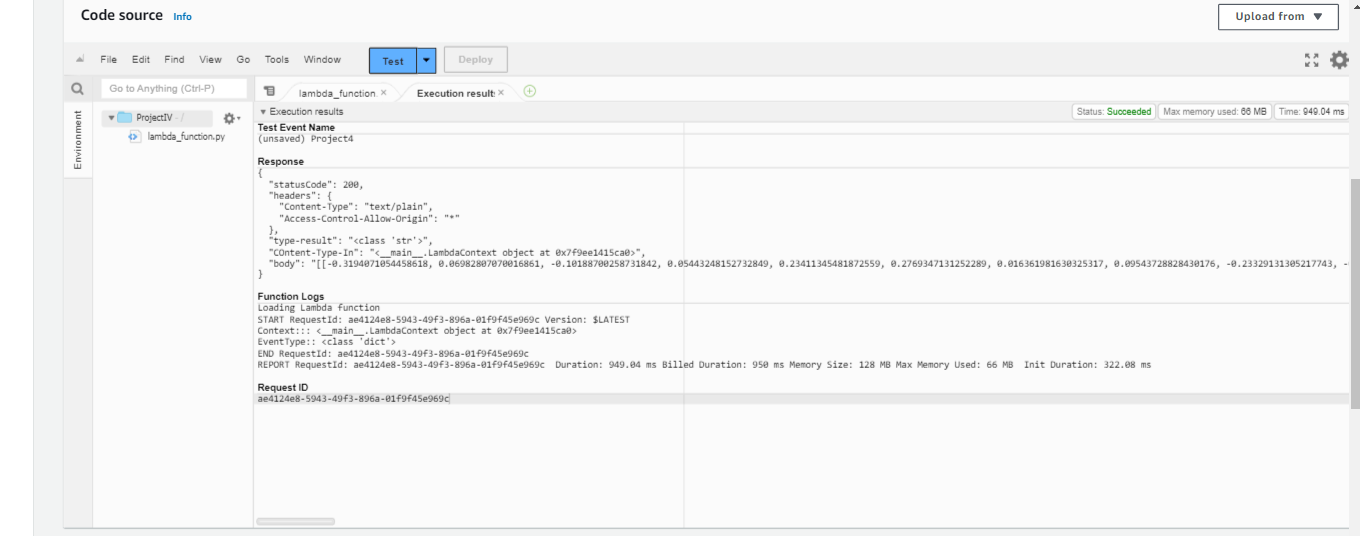 Code source Info
Upload from ▼
File Edit Find View Go Tools Window Test Deploy
Go to Anything (Ctrl-P)
lambda_function. × Execution results ×
Environment
ProjectIV - /
lambda_function.py
▾ Execution results
Status: Succeeded Max memory used: 66 MB Time: 949.04 ms
Test Event Name
(unsaved) Project4
Response
{
  "statusCode": 200,
  "headers": {
    "Content-Type": "text/plain",
    "Access-Control-Allow-Origin": "*"
  },
  "type-result": "<class 'str'>",
  "COntent-Type-In": "<__main__.LambdaContext object at 0x7f9ee1415ca0>",
  "body": "[[-0.3194071054458618, 0.06982807070016861, -0.10188700258731842, 0.05443248152732849, 0.23411345481872559, 0.2769347131252289, 0.016361981630325317, 0.09543728828430176, -0.23329131305217743, -
}
Function Logs
Loading Lambda function
START RequestId: ae4124e8-5943-49f3-896a-01f9f45e969c Version: $LATEST
Context::: <__main__.LambdaContext object at 0x7f9ee1415ca0>
EventType:: <class 'dict'>
END RequestId: ae4124e8-5943-49f3-896a-01f9f45e969c
REPORT RequestId: ae4124e8-5943-49f3-896a-01f9f45e969c Duration: 949.04 ms Billed Duration: 950 ms Memory Size: 128 MB Max Memory Used: 66 MB Init Duration: 322.08 ms
Request ID
ae4124e8-5943-49f3-896a-01f9f45e969c